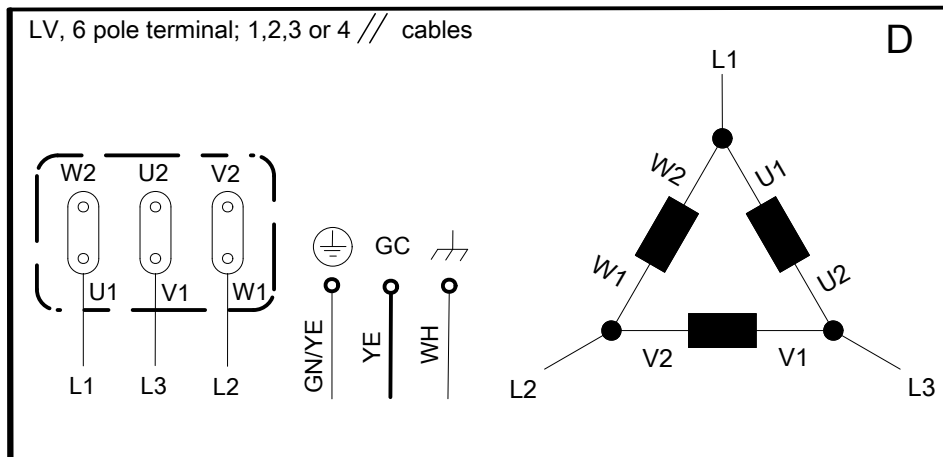 LV, 6 pole terminal; 1,2,3 or 4 // cables
D
W2 U2 V2
U1 V1 W1
L1 L3 L2
GC
GN/YE
YE
WH
L1
W2 U1
W1 U2
V2 V1
L2 L3